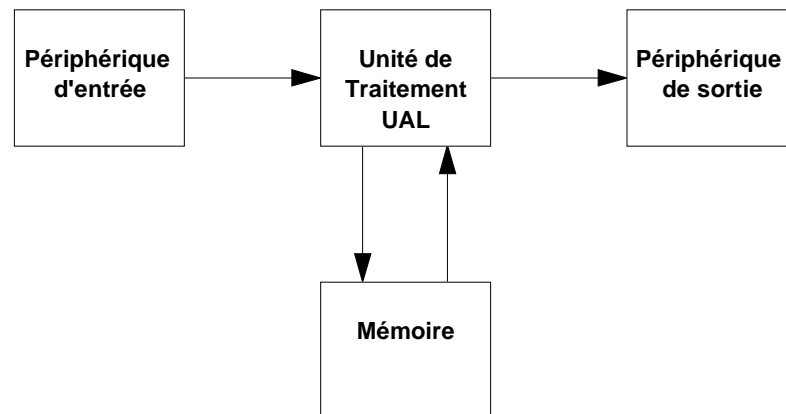 Périphérique
d'entrée
Unité de
Traitement
UAL
Périphérique
de sortie
Mémoire